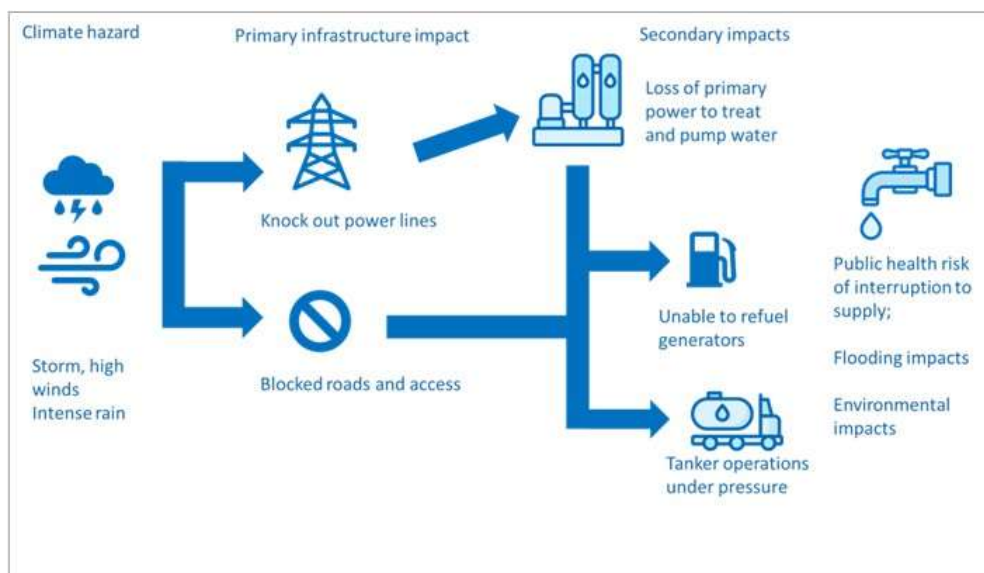 Climate hazard
Primary infrastructure impact
Secondary impacts
Loss of primary
power to treat
and pump water
Knock out power lines
Public health risk
of interruption to
supply;
Unable to refuel
generators
Flooding impacts
Storm, high
winds
Intense rain
Blocked roads and access
Environmental
impacts
Tanker operations
under pressure